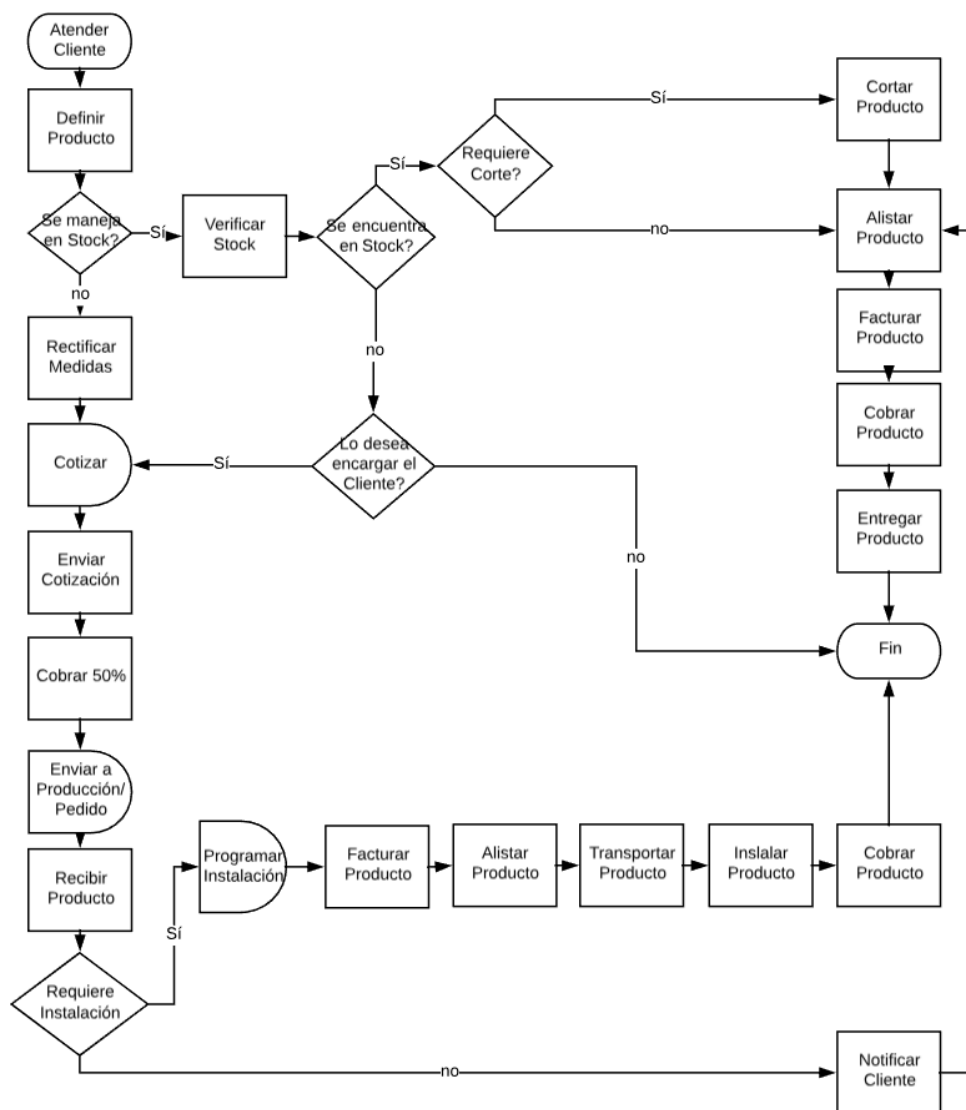 Atender
Cliente
Definir
Producto
Se maneja
en Stock?
Sí
Verificar
Stock
Se encuentra
en Stock?
Sí
Requiere
Corte?
Sí
Cortar
Producto
no
Alistar
Producto
Facturar
Producto
Cobrar
Producto
Entregar
Producto
Fin
no
Rectificar
Medidas
no
Lo desea
encargar el
Cliente?
Sí
no
Cotizar
Enviar
Cotización
Cobrar 50%
Enviar a
Producción/
Pedido
Recibir
Producto
Requiere
Instalación
Sí
Programar
Instalación
Facturar
Producto
Alistar
Producto
Transportar
Producto
Inslalar
Producto
Cobrar
Producto
no
Notificar
Cliente